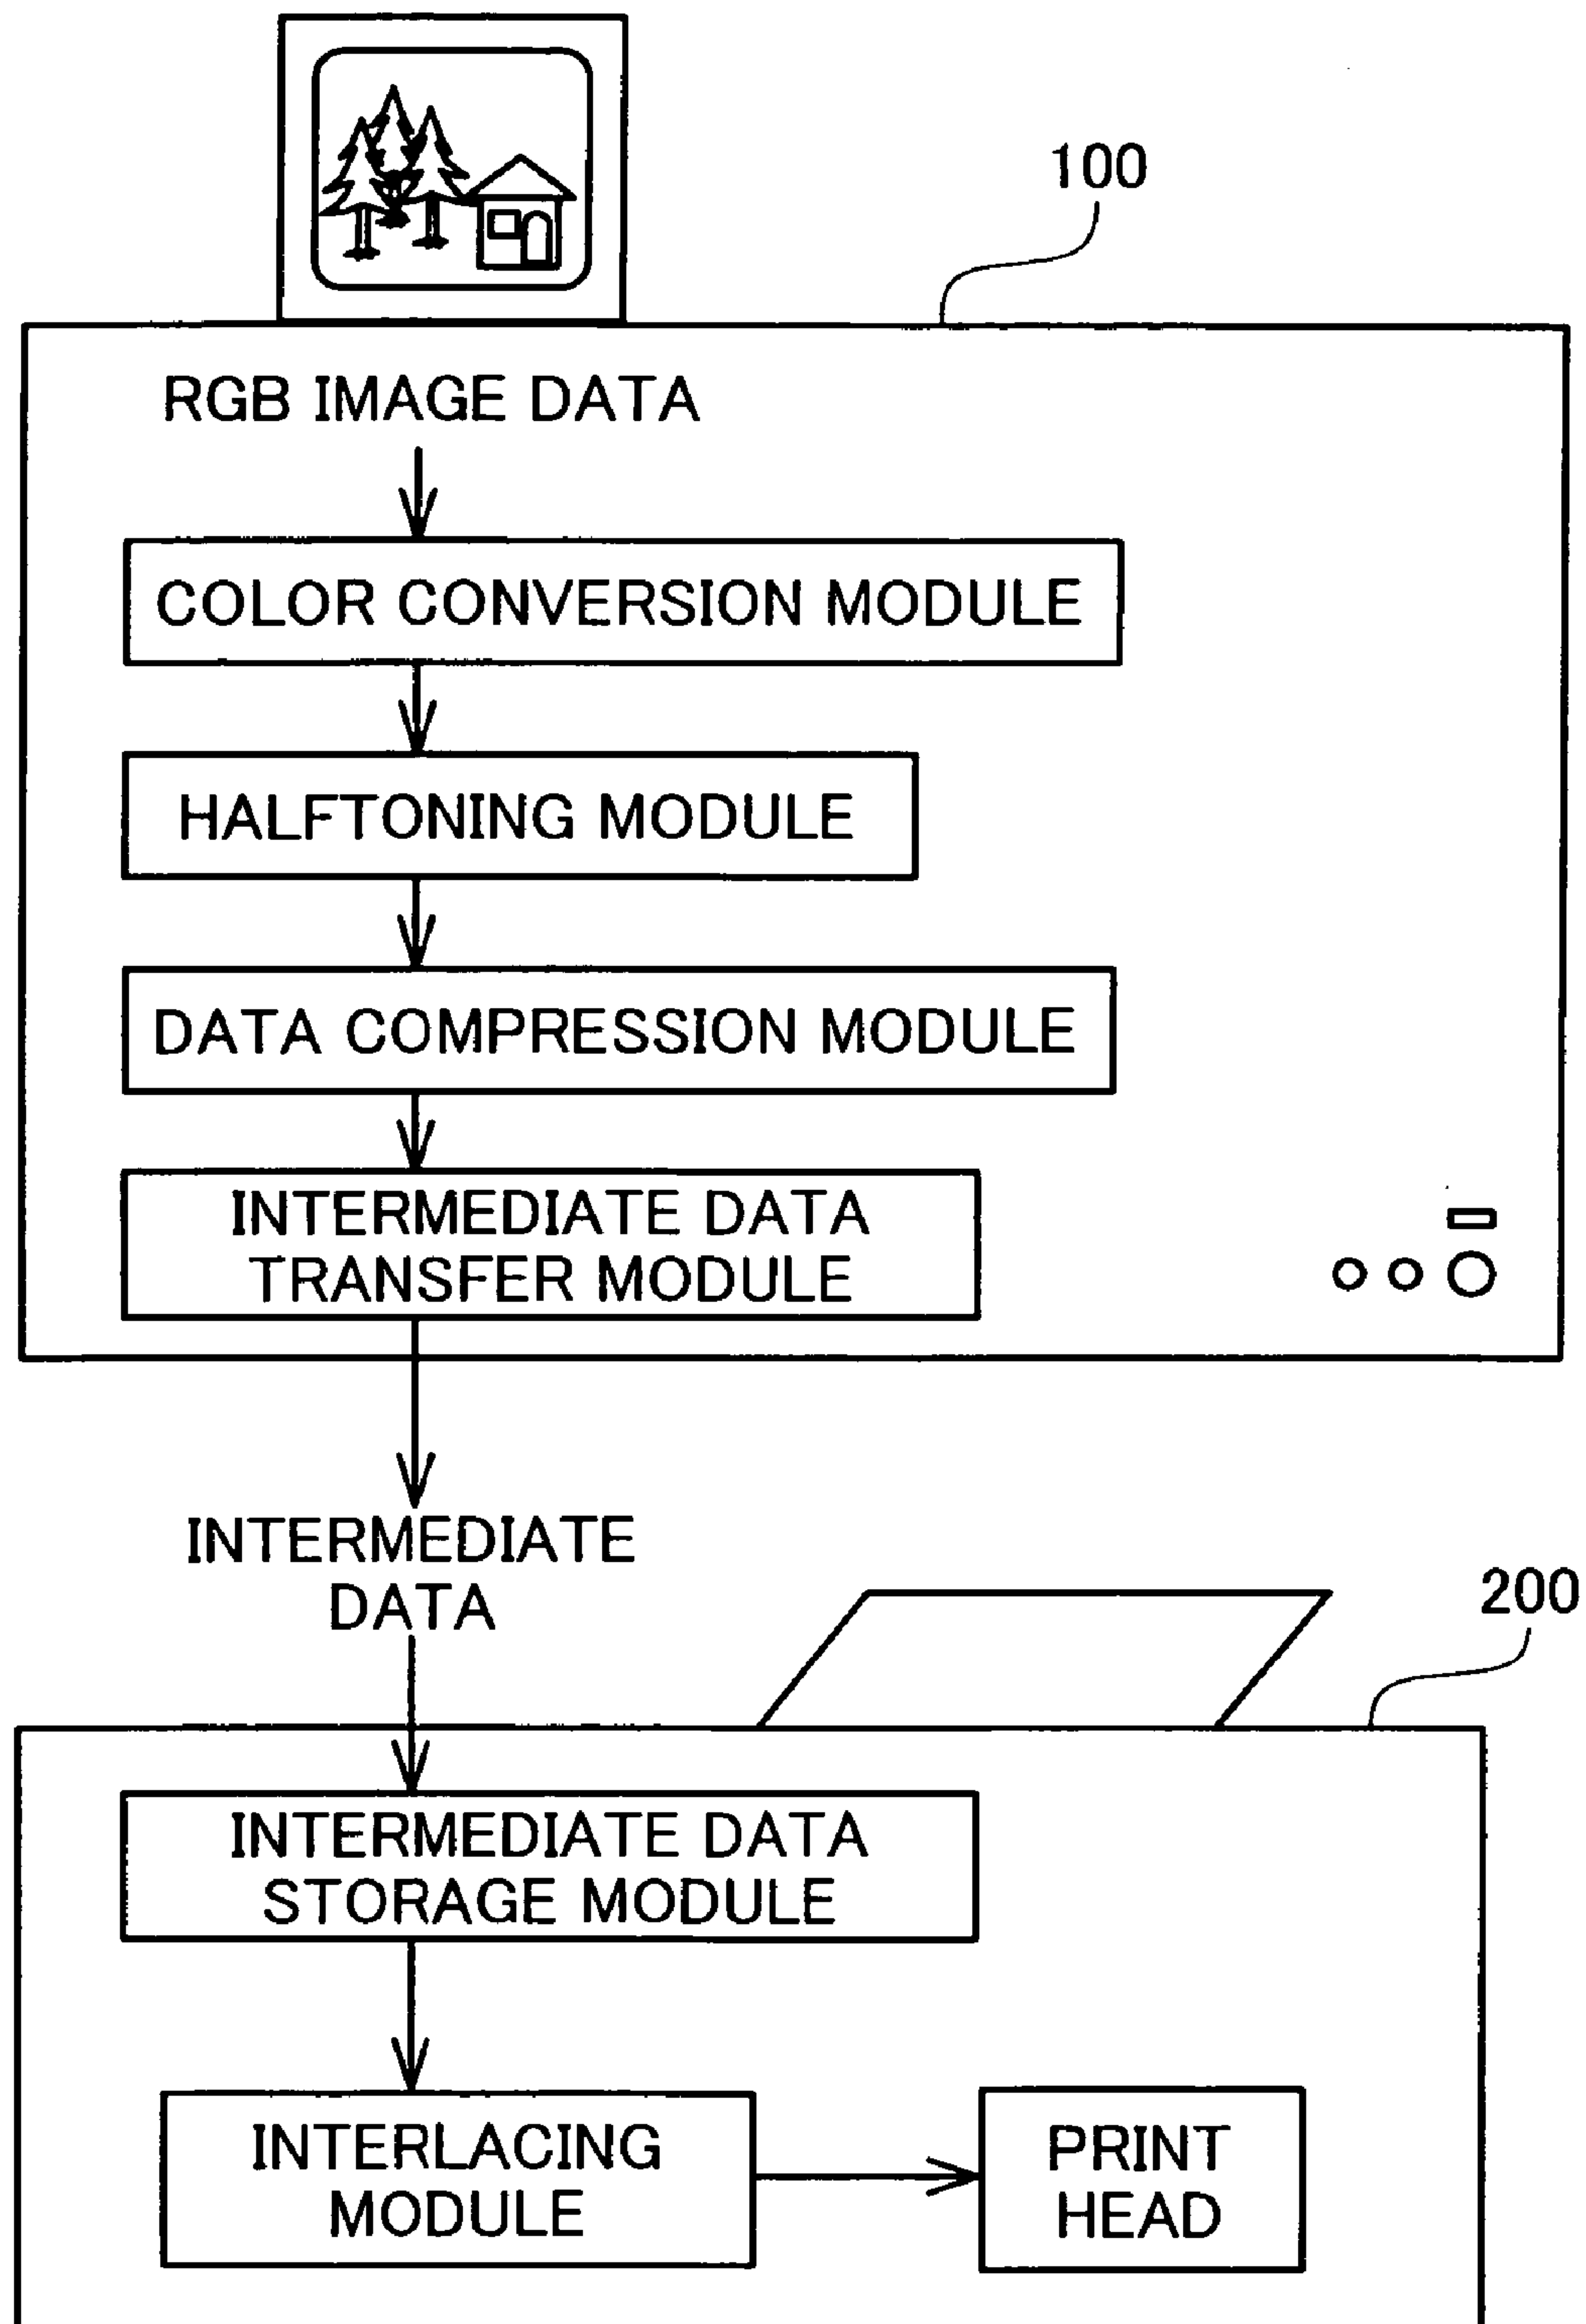 100
RGB IMAGE DATA
COLOR CONVERSION MODULE
HALFTONING MODULE
DATA COMPRESSION MODULE
INTERMEDIATE DATA
TRANSFER MODULE
INTERMEDIATE
DATA
200
INTERMEDIATE DATA
STORAGE MODULE
INTERLACING
MODULE
PRINT
HEAD